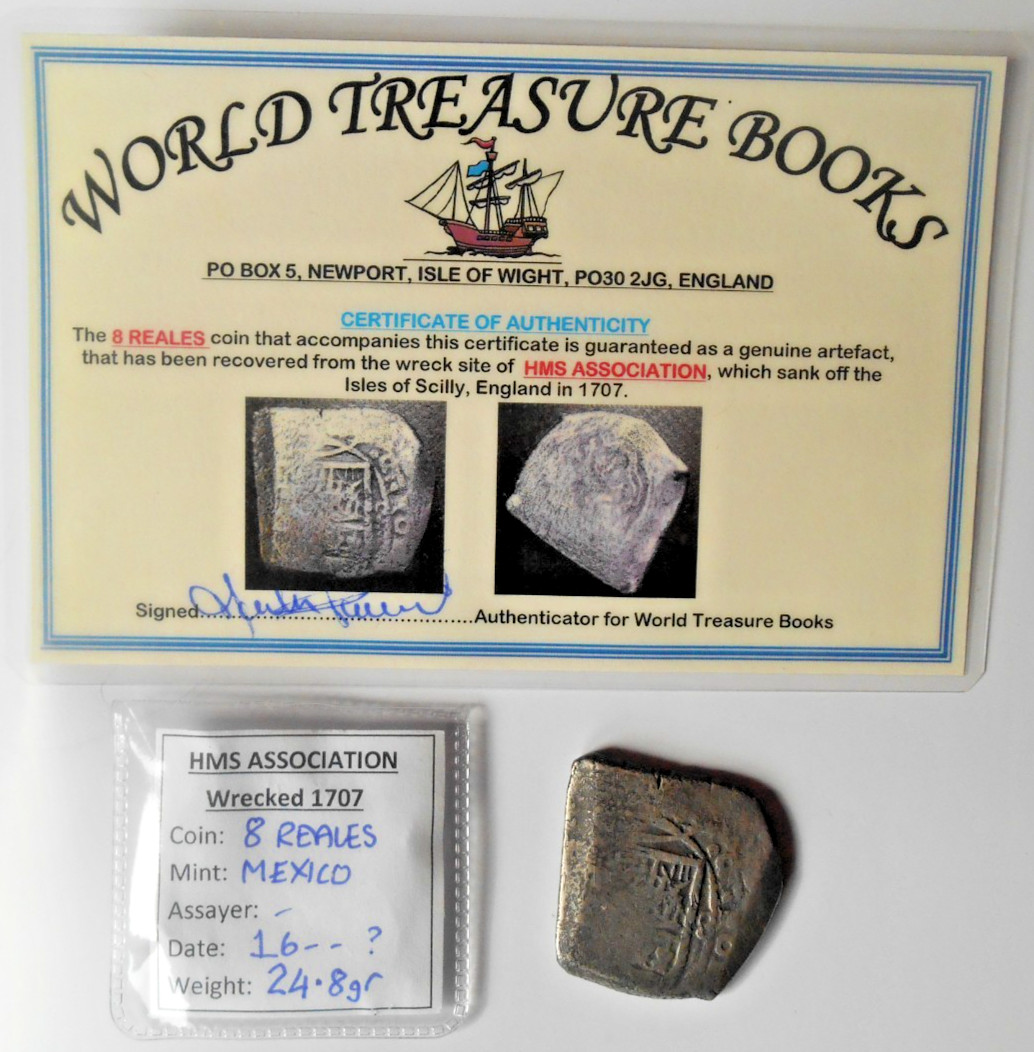 WORLD TREASURE BOOKS
PO BOX 5, NEWPORT, ISLE OF WIGHT, PO30 2JG, ENGLAND
CERTIFICATE OF AUTHENTICITY
The 8 REALES coin that accompanies this certificate is guaranteed as a genuine artefact,
that has been recovered from the wreck site of HMS ASSOCIATION, which sank off the
Isles of Scilly, England in 1707.
Signed..........................................Authenticator for World Treasure Books
HMS ASSOCIATION
Wrecked 1707
Coin: 8 REALES
Mint: MEXICO
Assayer: -
Date: 16-- ?
Weight: 24.8gr